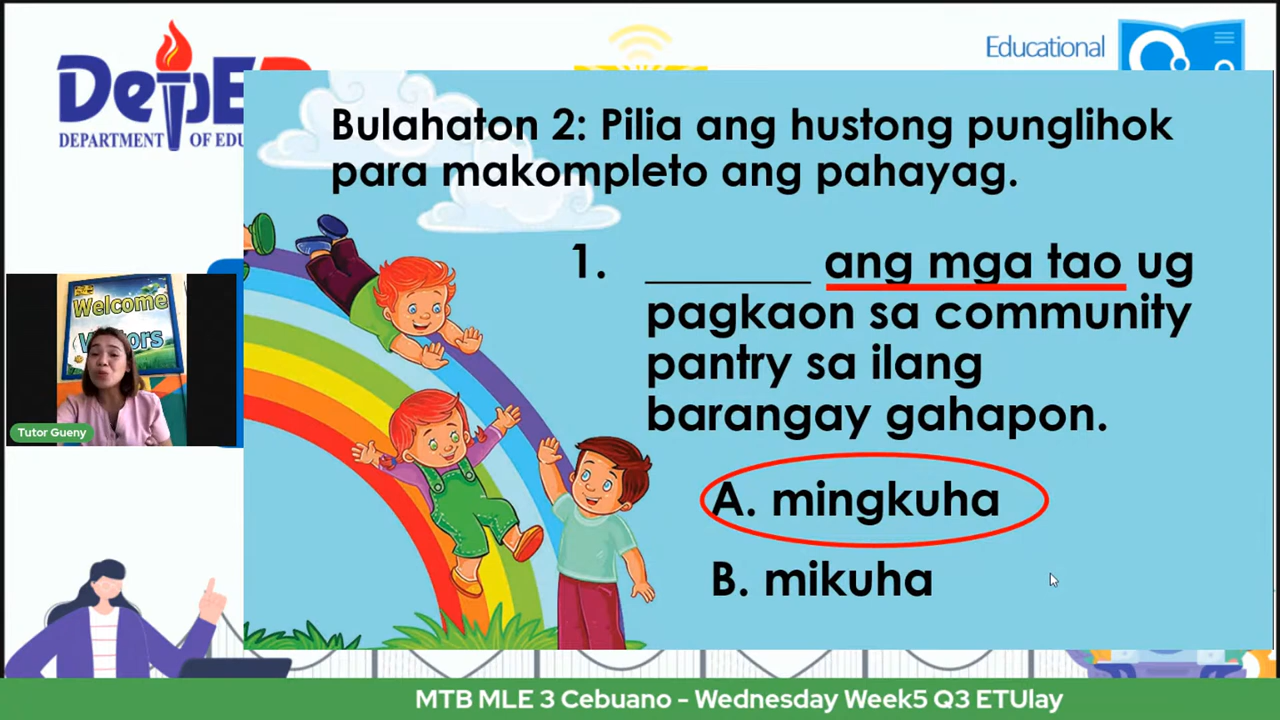 Educational
DepE
DEPARTMENT OF EDU
Bulahaton 2: Pilia ang hustong punglihok
para makompleto ang pahayag.
1. _______ ang mga tao ug
pagkaon sa community
pantry sa ilang
barangay gahapon.
A. mingkuha
B. mikuha
Welcome
Tutor Gueny
MTB MLE 3 Cebuano - Wednesday Week5 Q3 ETUlay